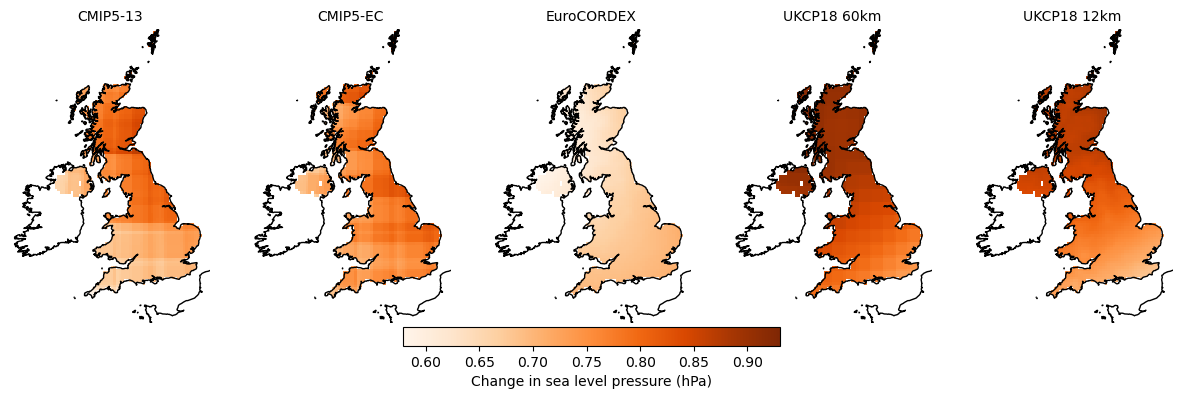 CMIP5-13 CMIP5-EC EuroCORDEX UKCP18 60km UKCP18 12km
0.60 0.65 0.70 0.75 0.80 0.85 0.90
Change in sea level pressure (hPa)